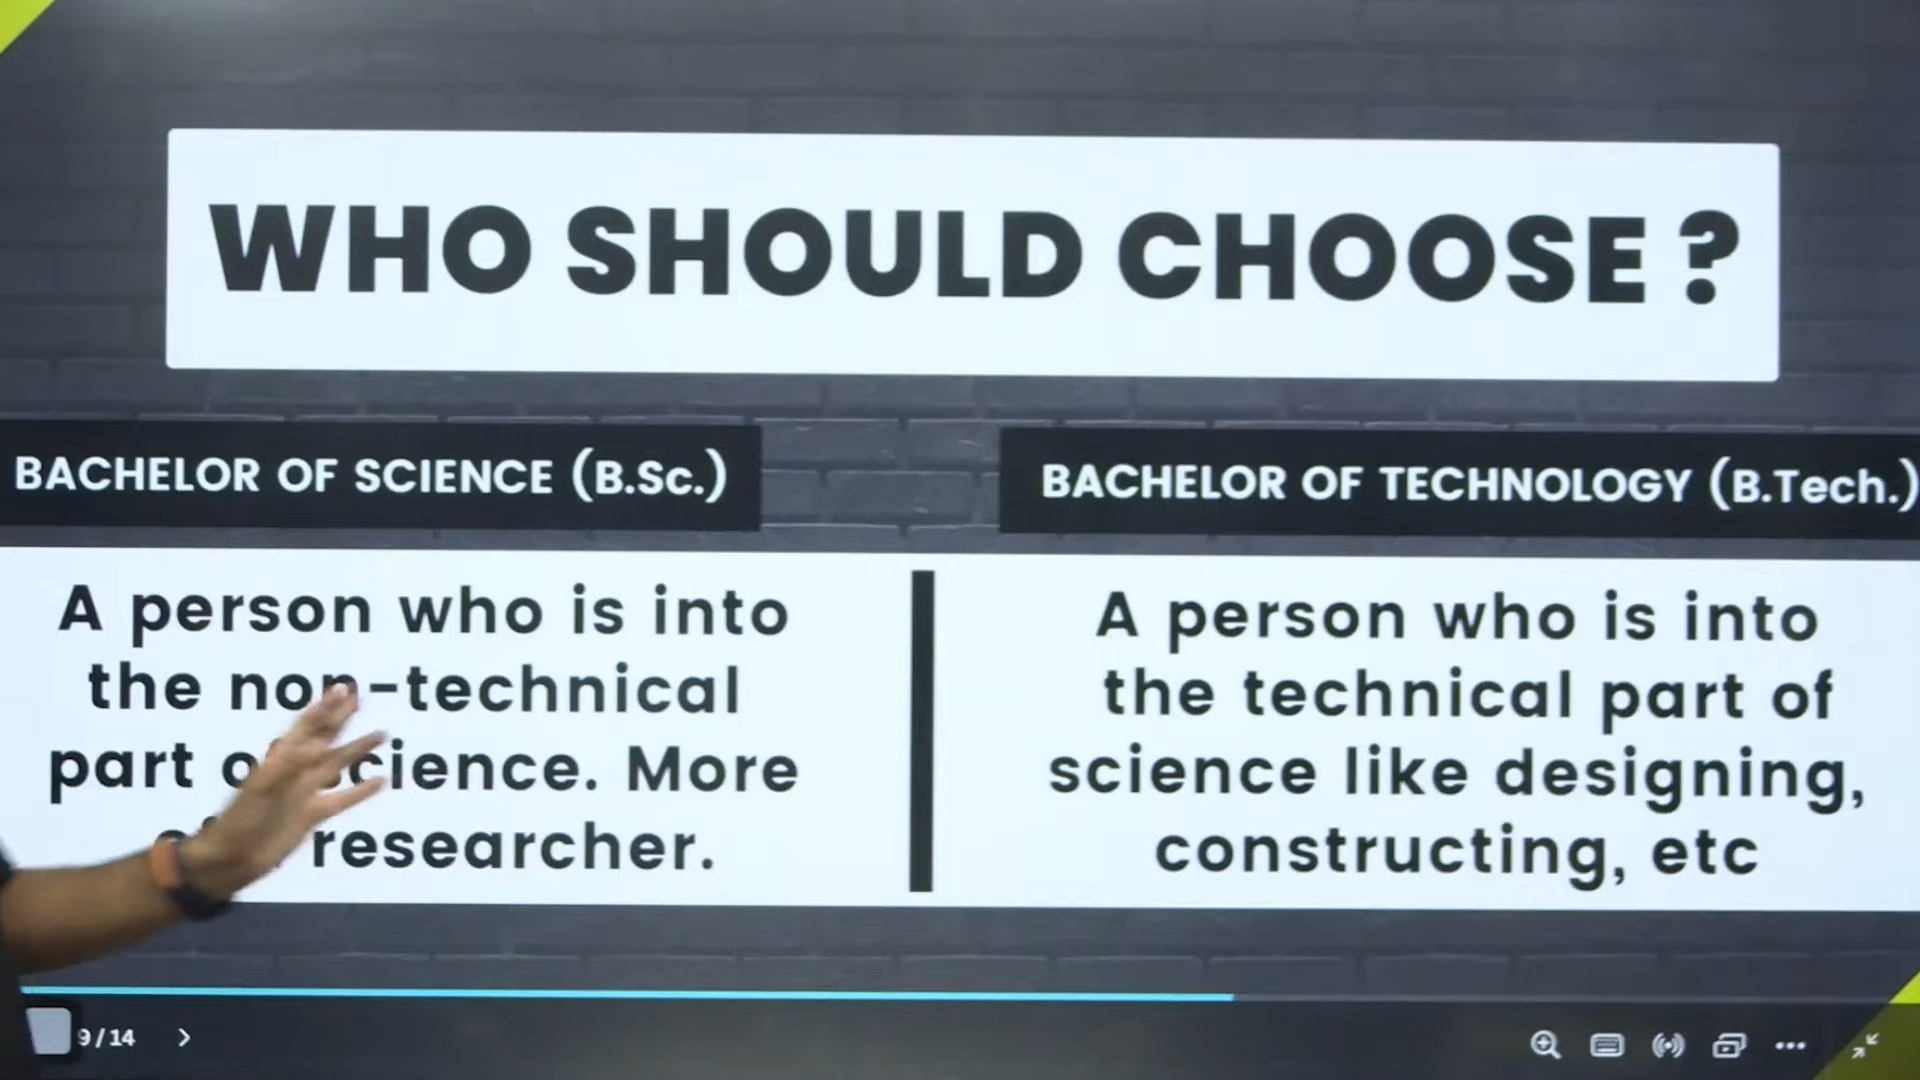 WHO SHOULD CHOOSE ?
BACHELOR OF SCIENCE (B.Sc.)
BACHELOR OF TECHNOLOGY (B.Tech.)
A person who is into
the non-technical
part of science. More
researcher.
A person who is into
the technical part of
science like designing,
constructing, etc
9 / 14